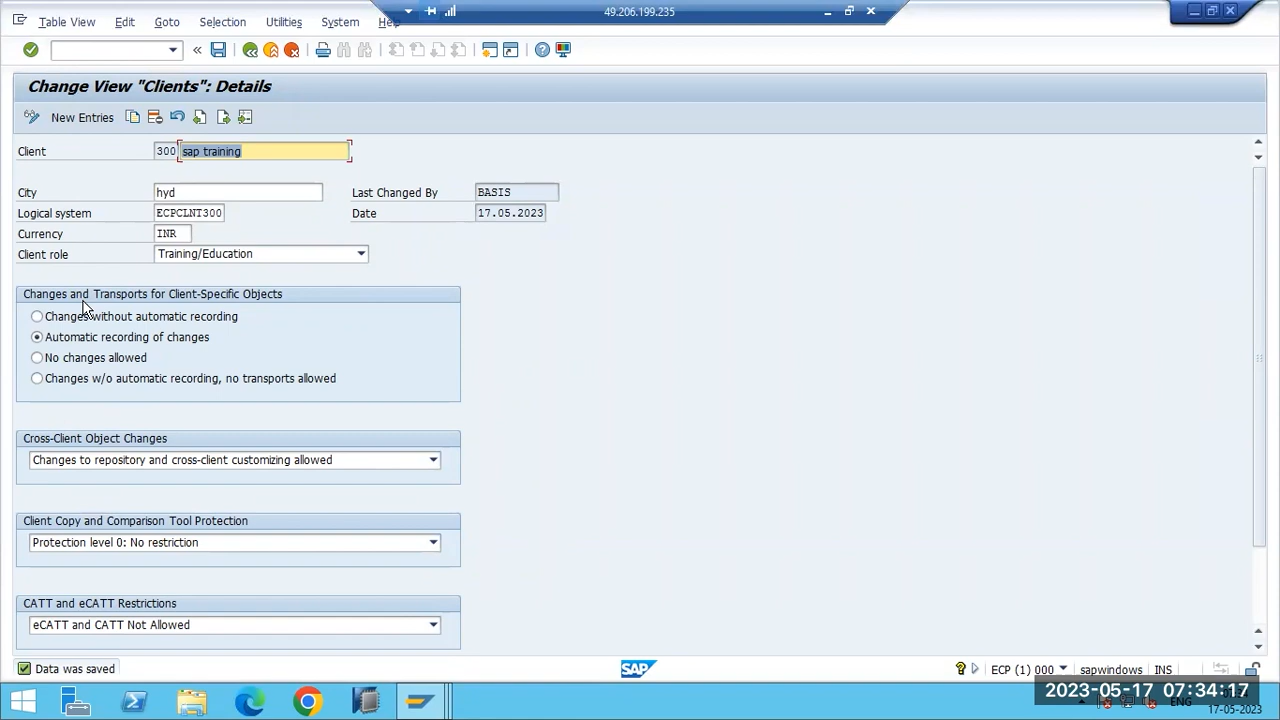 Table View Edit Goto Selection Utilities System Help
49.206.199.235
Change View "Clients": Details
New Entries
Client 300 sap training
City hyd Last Changed By BASIS
Logical system ECPCLNT300 Date 17.05.2023
Currency INR
Client role Training/Education
Changes and Transports for Client-Specific Objects
Changes without automatic recording
Automatic recording of changes
No changes allowed
Changes w/o automatic recording, no transports allowed
Cross-Client Object Changes
Changes to repository and cross-client customizing allowed
Client Copy and Comparison Tool Protection
Protection level 0: No restriction
CATT and eCATT Restrictions
eCATT and CATT Not Allowed
Data was saved SAP ECP (1) 000 sapwindows INS
2023-05-17 07:34:17
ENG 17-05-2023